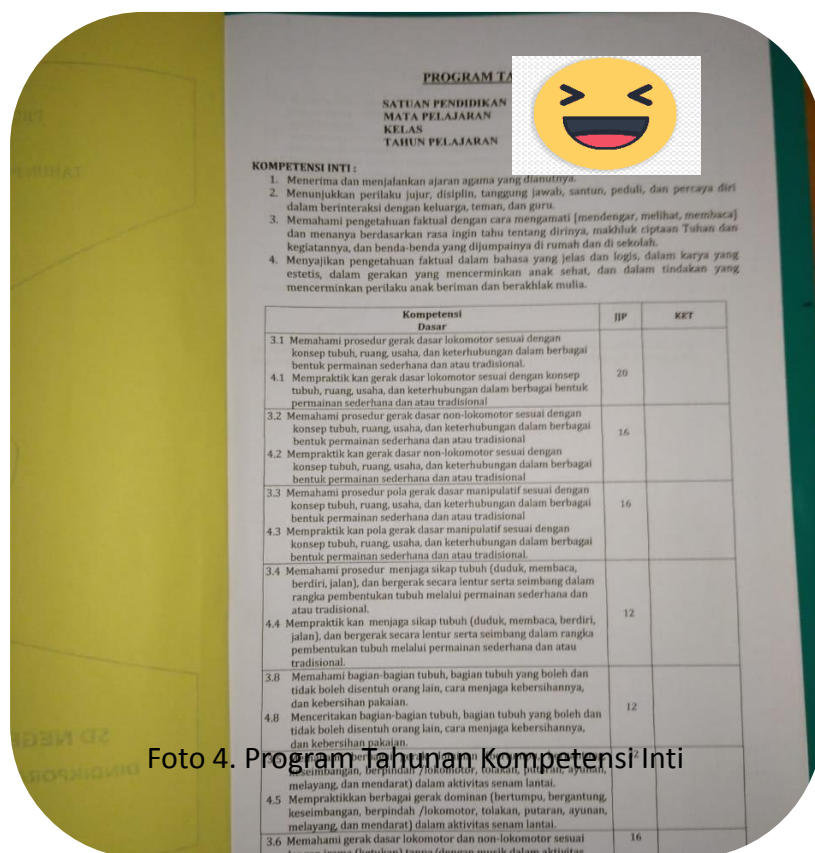 PROGRAM TA
SATUAN PENDIDIKAN
MATA PELAJARAN
KELAS
TAHUN PELAJARAN
KOMPETENSI INTI :
1. Menerima dan menjalankan ajaran agama yang dianutnya.
2. Menunjukkan perilaku jujur, disiplin, tanggung jawab, santun, peduli, dan percaya diri
dalam berinteraksi dengan keluarga, teman, dan guru.
3. Memahami pengetahuan faktual dengan cara mengamati [mendengar, melihat, membaca]
dan menanya berdasarkan rasa ingin tahu tentang dirinya, makhluk ciptaan Tuhan dan
kegiatannya, dan benda-benda yang dijumpainya di rumah dan di sekolah.
4. Menyajikan pengetahuan faktual dalam bahasa yang jelas dan logis, dalam karya yang
estetis, dalam gerakan yang mencerminkan anak sehat, dan dalam tindakan yang
mencerminkan perilaku anak beriman dan berakhlak mulia.
Kompetensi JJP KET
Dasar
3.1 Memahami prosedur gerak dasar lokomotor sesuai dengan
konsep tubuh, ruang, usaha, dan keterhubungan dalam berbagai
bentuk permainan sederhana dan atau tradisional.
20
4.1 Mempraktik kan gerak dasar lokomotor sesuai dengan konsep
tubuh, ruang, usaha, dan keterhubungan dalam berbagai bentuk
permainan sederhana dan atau tradisional
3.2 Memahami prosedur gerak dasar non-lokomotor sesuai dengan
konsep tubuh, ruang, usaha, dan keterhubungan dalam berbagai
bentuk permainan sederhana dan atau tradisional
16
4.2 Mempraktik kan gerak dasar non-lokomotor sesuai dengan
konsep tubuh, ruang, usaha, dan keterhubungan dalam berbagai
bentuk permainan sederhana dan atau tradisional
3.3 Memahami prosedur pola gerak dasar manipulatif sesuai dengan
konsep tubuh, ruang, usaha, dan keterhubungan dalam berbagai
bentuk permainan sederhana dan atau tradisional
16
4.3 Mempraktik kan pola gerak dasar manipulatif sesuai dengan
konsep tubuh, ruang, usaha, dan keterhubungan dalam berbagai
bentuk permainan sederhana dan atau tradisional.
3.4 Memahami prosedur menjaga sikap tubuh (duduk, membaca,
berdiri, jalan), dan bergerak secara lentur serta seimbang dalam
rangka pembentukan tubuh melalui permainan sederhana dan
atau tradisional.
12
4.4 Mempraktik kan menjaga sikap tubuh (duduk, membaca, berdiri,
jalan), dan bergerak secara lentur serta seimbang dalam rangka
pembentukan tubuh melalui permainan sederhana dan atau
tradisional.
3.8 Memahami bagian-bagian tubuh, bagian tubuh yang boleh dan
tidak boleh disentuh orang lain, cara menjaga kebersihannya,
dan kebersihan pakaian.
12
4.8 Menceritakan bagian-bagian tubuh, bagian tubuh yang boleh dan
tidak boleh disentuh orang lain, cara menjaga kebersihannya,
dan kebersihan pakaian.
Foto 4. Program Tahunan Kompetensi Inti
keseimbangan, berpindah /lokomotor, tolakan, putaran, ayunan,
melayang, dan mendarat) dalam aktivitas senam lantai.
4.5 Mempraktikkan berbagai gerak dominan (bertumpu, bergantung,
keseimbangan, berpindah /lokomotor, tolakan, putaran, ayunan,
melayang, dan mendarat) dalam aktivitas senam lantai.
3.6 Memahami gerak dasar lokomotor dan non-lokomotor sesuai
16